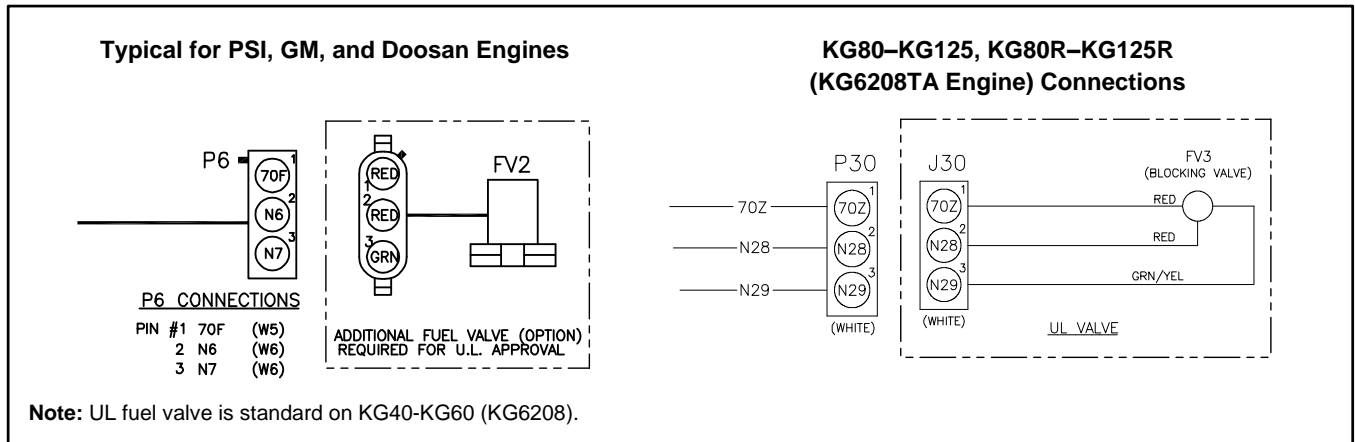 Typical for PSI, GM, and Doosan Engines
P6
70F
1
N6
2
N7
3
P6 CONNECTIONS
PIN #1 70F (W5)
2 N6 (W6)
3 N7 (W6)
RED
1
RED
2
GRN
3
FV2
ADDITIONAL FUEL VALVE (OPTION)
REQUIRED FOR U.L. APPROVAL
KG80–KG125, KG80R–KG125R
(KG6208TA Engine) Connections
P30
70Z
70Z
1
N28
N28
2
N29
N29
3
(WHITE)
J30
70Z
1
N28
2
N29
3
(WHITE)
FV3
(BLOCKING VALVE)
RED
RED
GRN/YEL
UL VALVE
Note: UL fuel valve is standard on KG40-KG60 (KG6208).